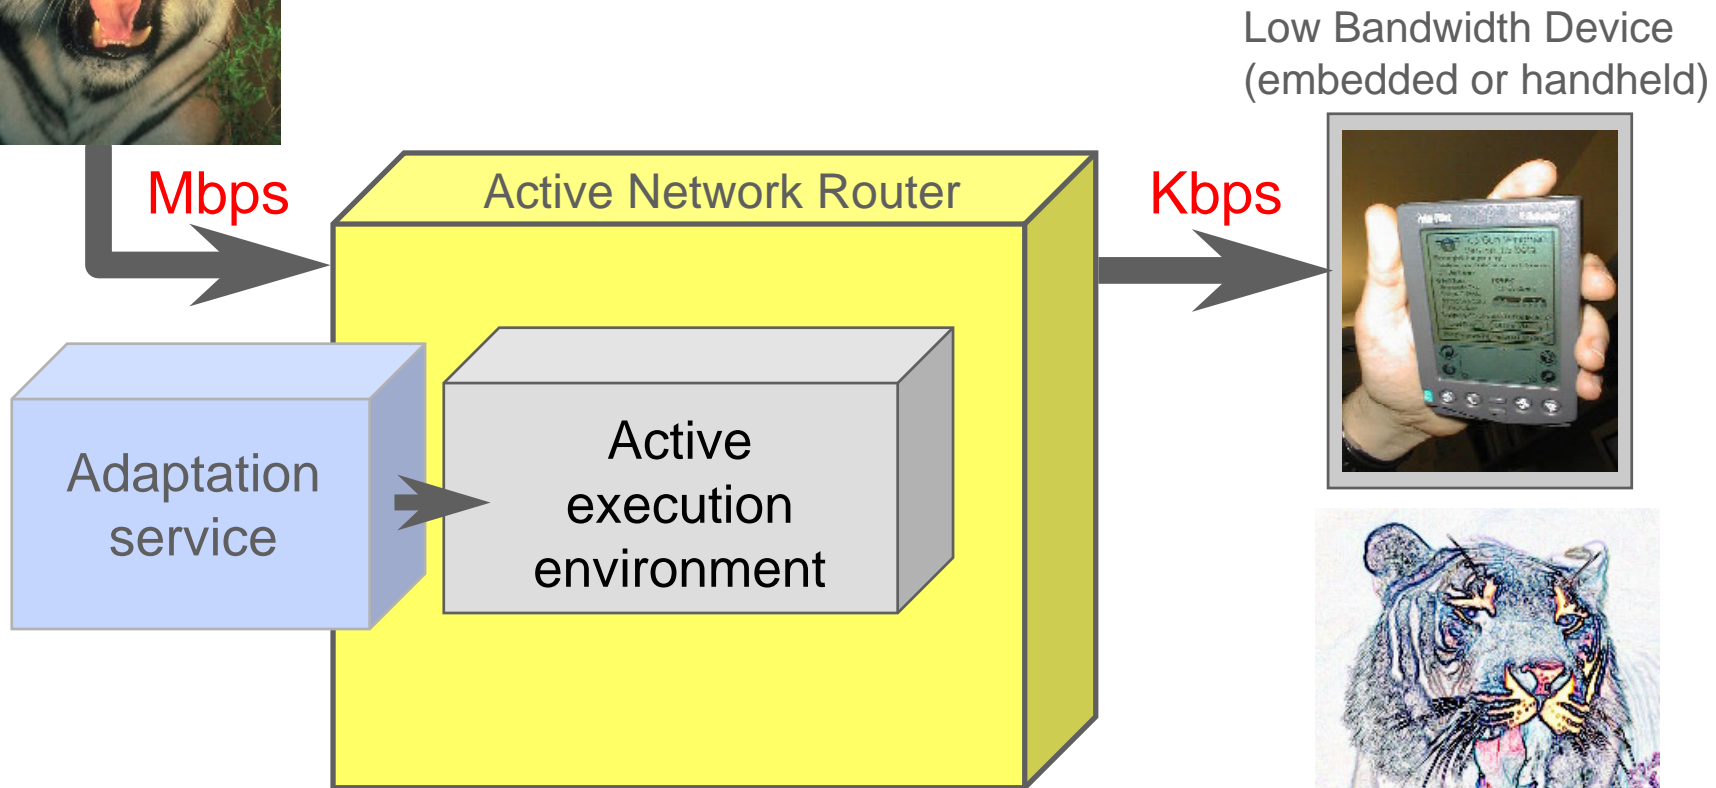 Low Bandwidth Device
(embedded or handheld)
Mbps
Active Network Router
Kbps
Adaptation
service
Active
execution
environment